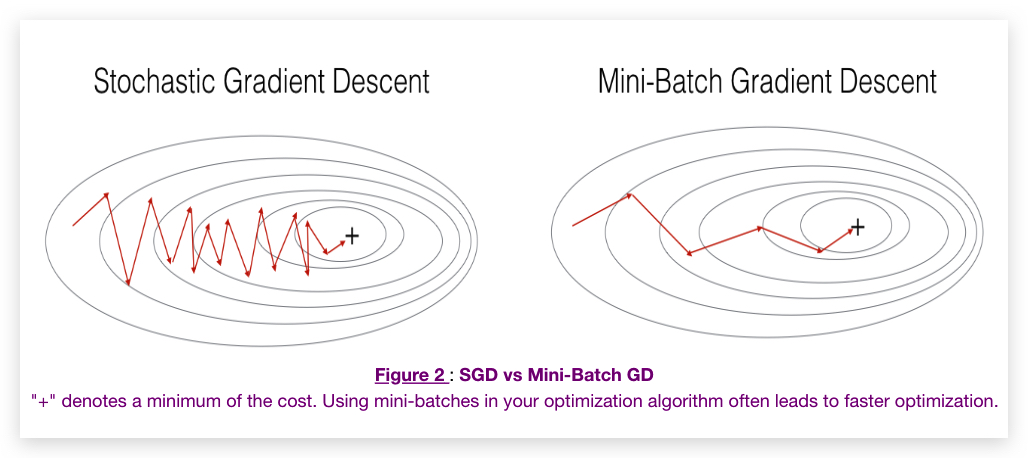 Stochastic Gradient Descent
Mini-Batch Gradient Descent
+
+
Figure 2 : SGD vs Mini-Batch GD
"+" denotes a minimum of the cost. Using mini-batches in your optimization algorithm often leads to faster optimization.